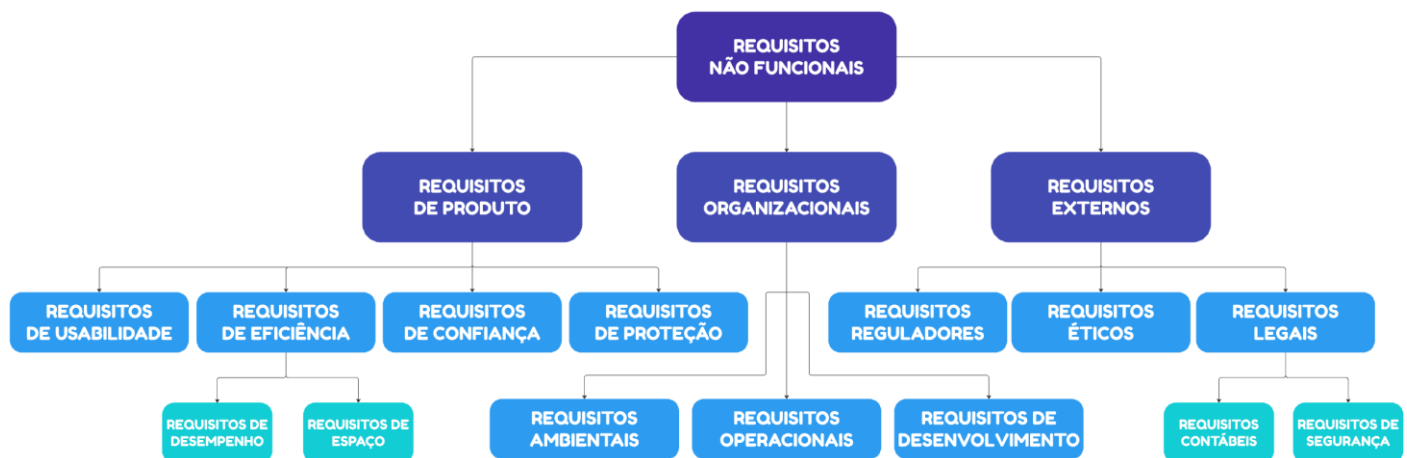 REQUISITOS
NÃO FUNCIONAIS
REQUISITOS
DE PRODUTO
REQUISITOS
ORGANIZACIONAIS
REQUISITOS
EXTERNOS
REQUISITOS
DE USABILIDADE
REQUISITOS
DE EFICIÊNCIA
REQUISITOS
DE CONFIANÇA
REQUISITOS
DE PROTEÇÃO
REQUISITOS
REGULADORES
REQUISITOS
ÉTICOS
REQUISITOS
LEGAIS
REQUISITOS DE
DESEMPENHO
REQUISITOS DE
ESPAÇO
REQUISITOS
AMBIENTAIS
REQUISITOS
OPERACIONAIS
REQUISITOS DE
DESENVOLVIMENTO
REQUISITOS
CONTÁBEIS
REQUISITOS DE
SEGURANÇA